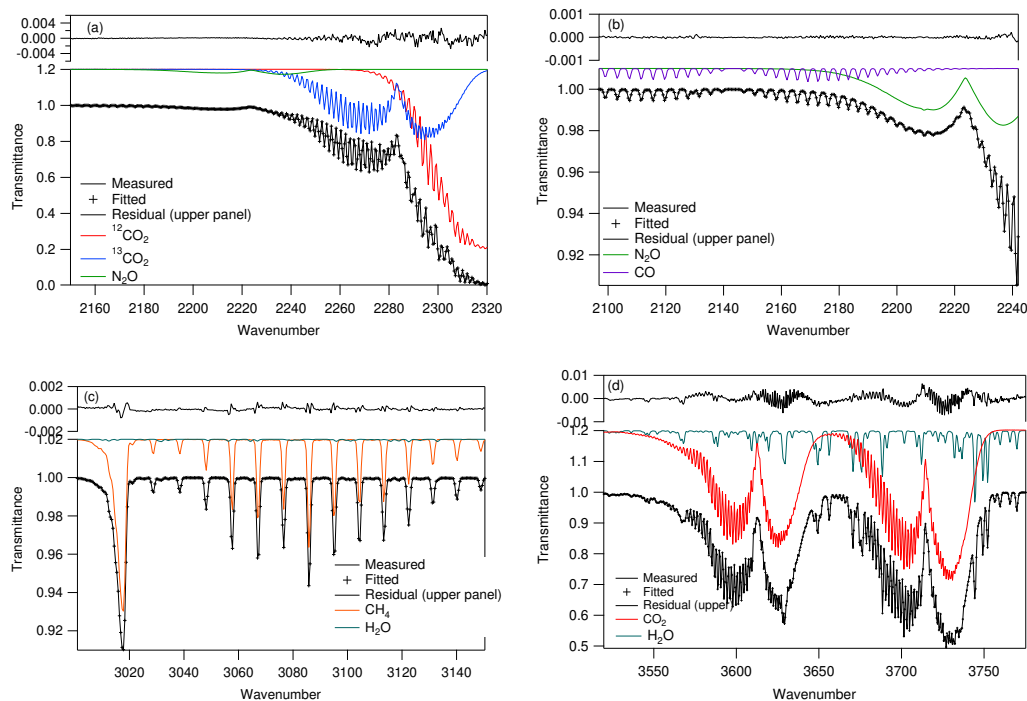 (a)
0.004
0.000
-0.004
1.2
1.0
0.8
0.6
0.4
0.2
0.0
Transmittance
Measured
Fitted
Residual (upper panel)
¹²CO₂
¹³CO₂
N₂O
2160 2180 2200 2220 2240 2260 2280 2300 2320
Wavenumber
(b)
0.001
0.000
-0.001
1.00
0.98
0.96
0.94
0.92
Transmittance
Measured
Fitted
Residual (upper panel)
N₂O
CO
2100 2120 2140 2160 2180 2200 2220 2240
Wavenumber
(c)
0.002
0.000
-0.002
1.02
1.00
0.98
0.96
0.94
0.92
Transmittance
Measured
Fitted
Residual (upper panel)
CH₄
H₂O
3020 3040 3060 3080 3100 3120 3140
Wavenumber
(d)
0.01
0.00
-0.01
1.2
1.1
1.0
0.9
0.8
0.7
0.6
0.5
Transmittance
Measured
Fitted
Residual (upper
CO₂
H₂O
3550 3600 3650 3700 3750
Wavenumber